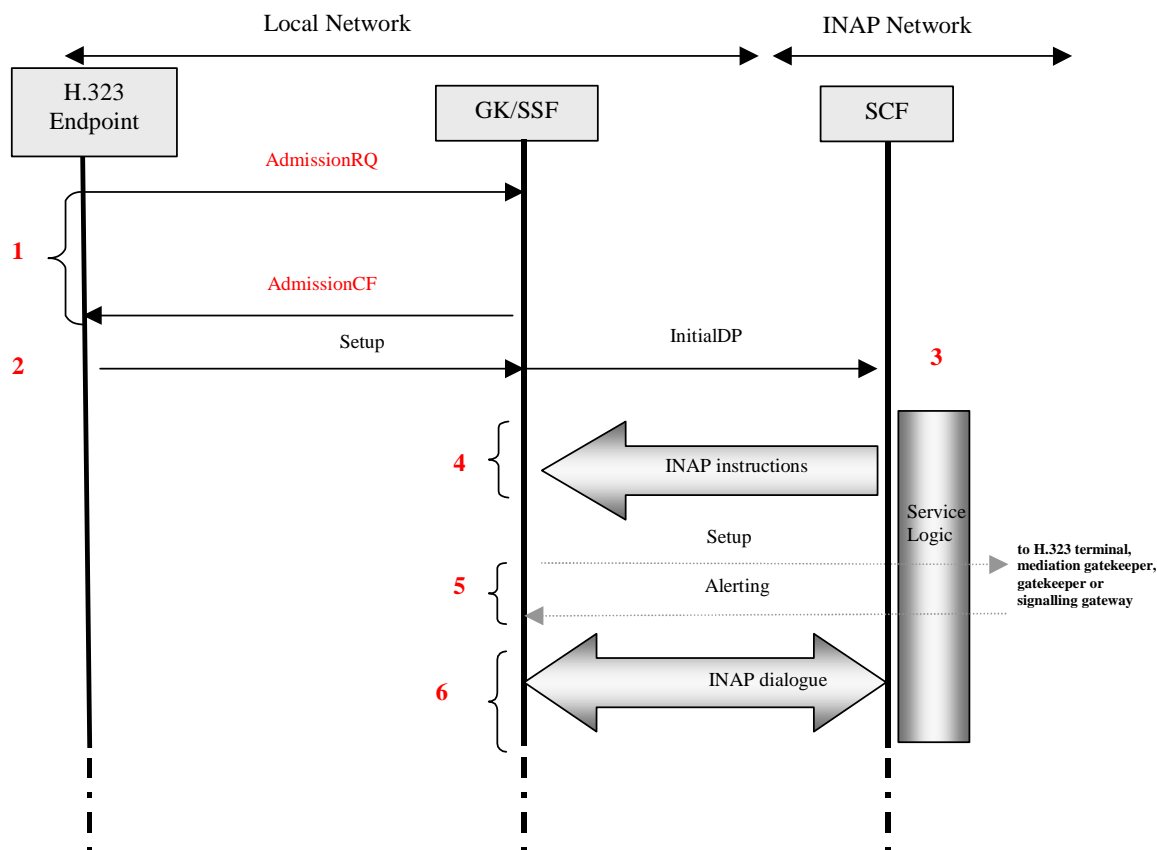 Local Network
INAP Network
H.323
Endpoint
GK/SSF
SCF
AdmissionRQ
1
AdmissionCF
Setup
InitialDP
2
3
4
INAP instructions
Service
Logic
Setup
to H.323 terminal,
mediation gatekeeper,
gatekeeper or
signalling gateway
5
Alerting
6
INAP dialogue